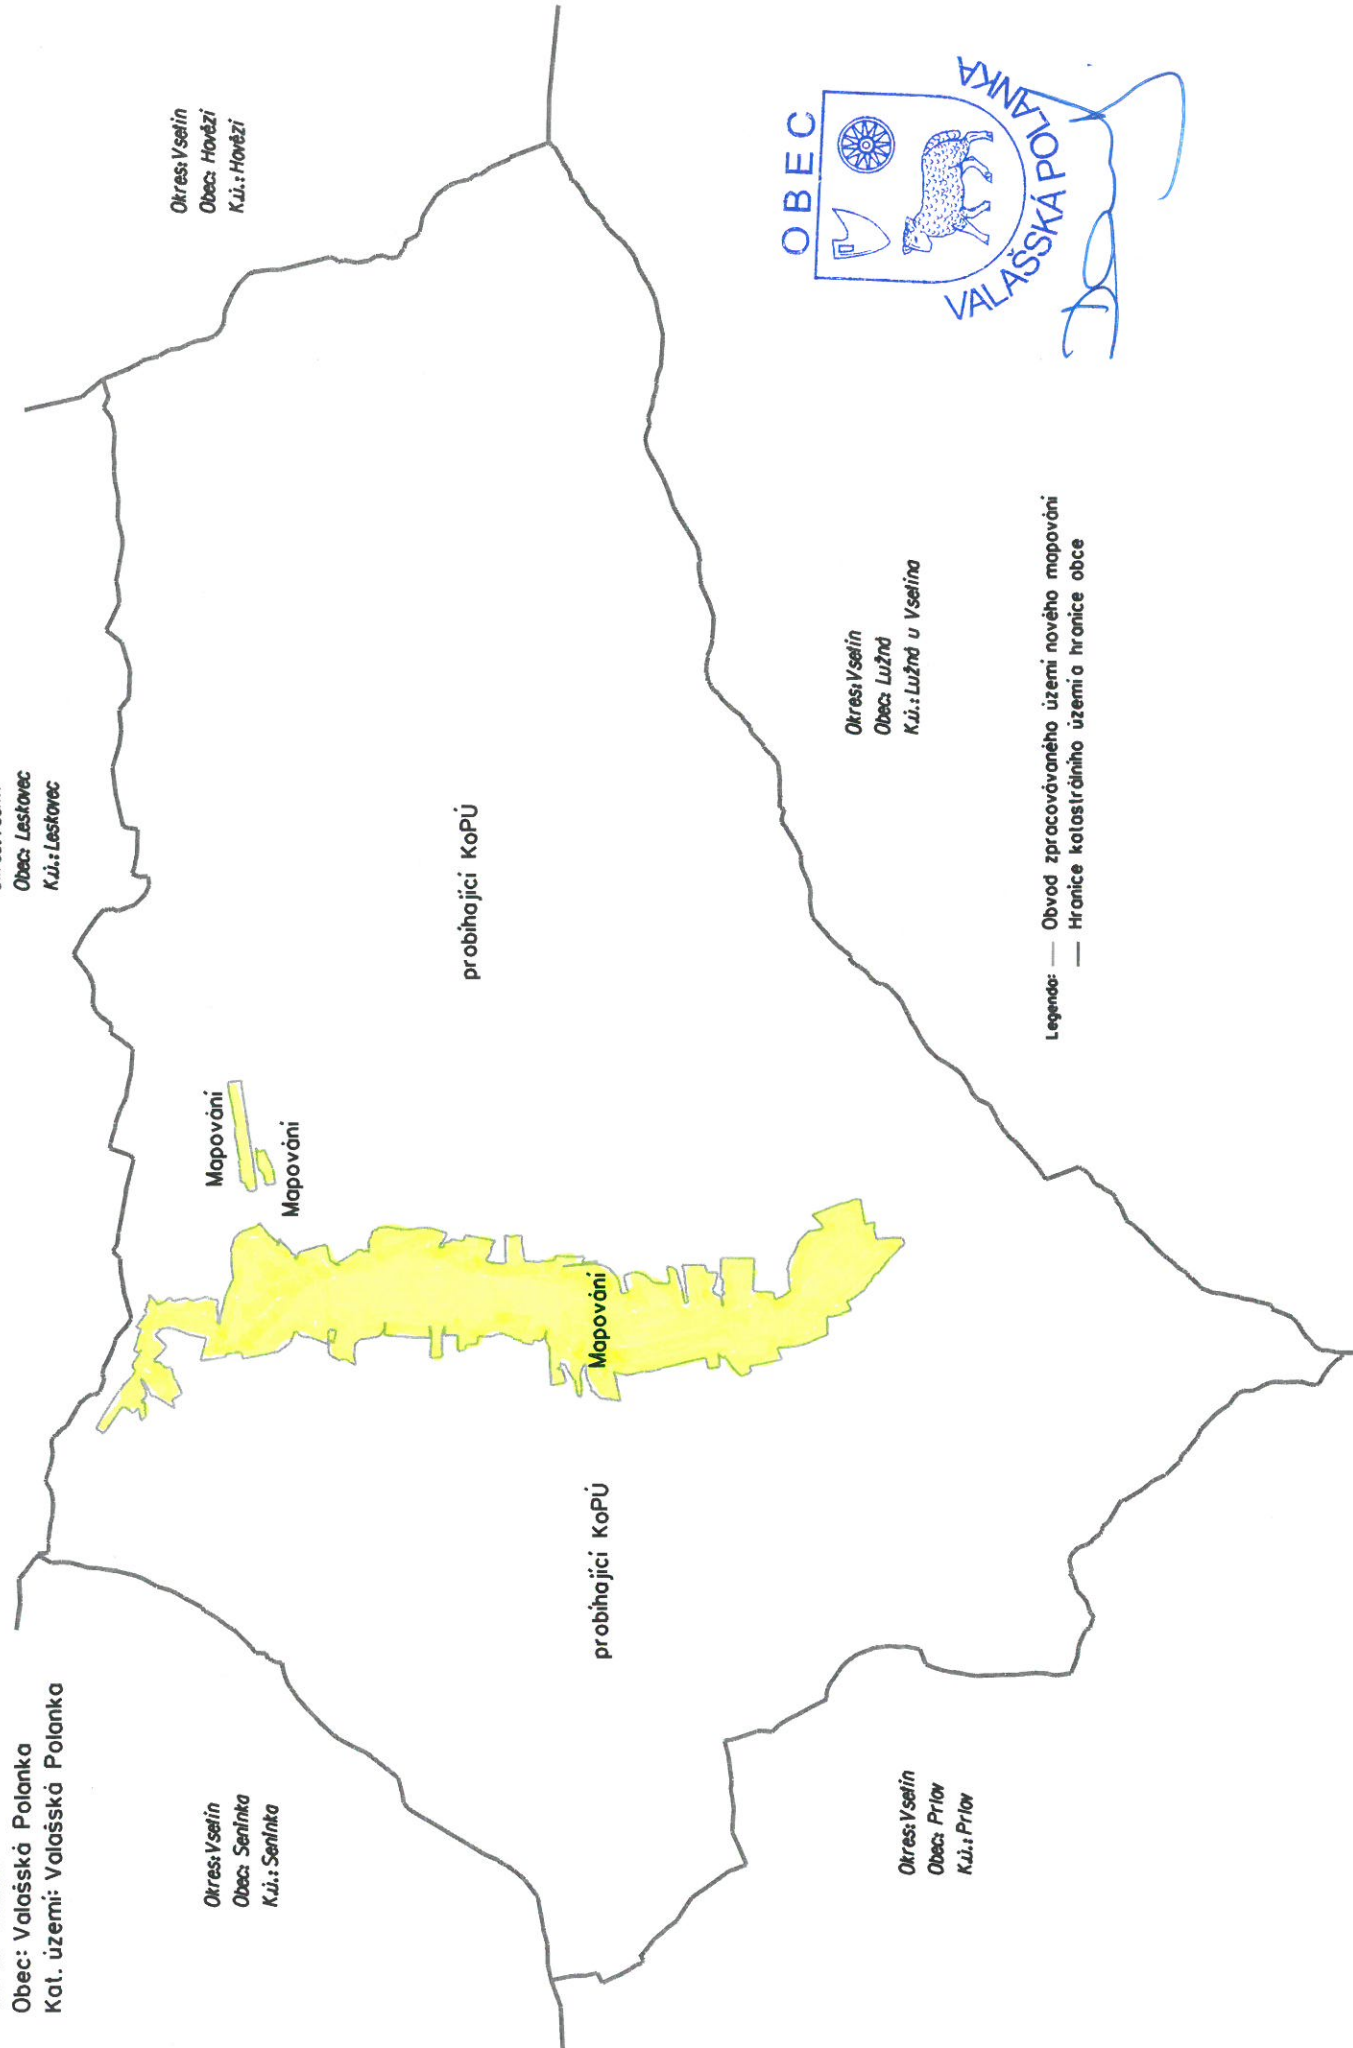 Obec: Valašská Polanka
Kat. území: Valašská Polanka
Obec: Leskovec
K.ú.: Leskovec
Okres: Vsetín
Obec: Hovězí
K.ú.: Hovězí
Okres: Vsetín
Obec: Seninka
K.ú.: Seninka
Mapování
Mapování
probíhající KoPÚ
Mapování
probíhající KoPÚ
Okres: Vsetín
Obec: Lužná
K.ú.: Lužná u Vsetína
Okres: Vsetín
Obec: Prlov
K.ú.: Prlov
Legenda: — Obvod zpracovávaného území nového mapování
— Hranice katastrálního území a hranice obce
OBEC
VALAŠSKÁ POLANKA